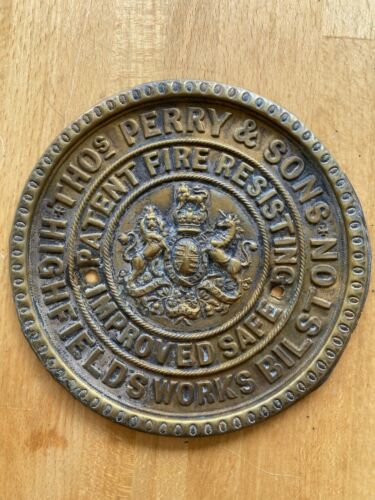 THOS PERRY & SONS
HIGHFIELDS WORKS BILSTON
PATENT FIRE RESISTING
IMPROVED SAFE